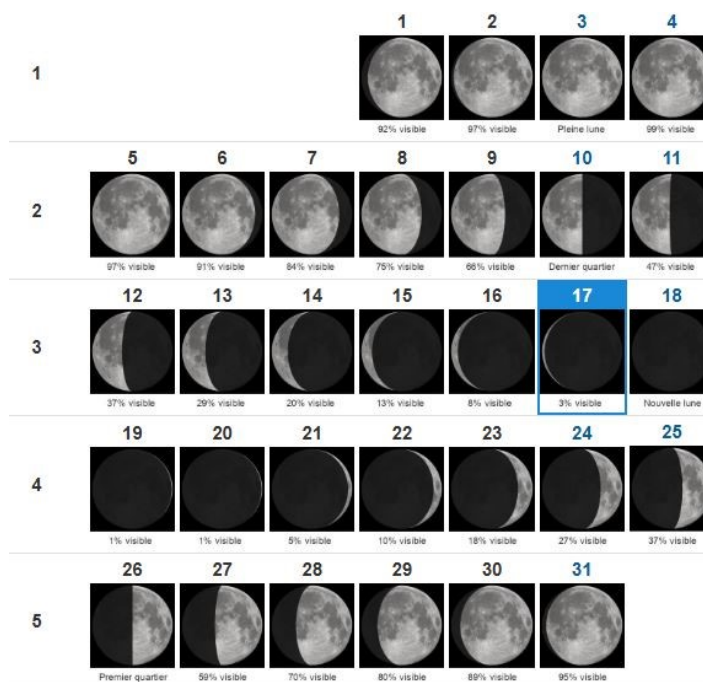 1 2 3 4
1
92% visible 97% visible Pleine lune 99% visible
5 6 7 8 9 10 11
2
97% visible 91% visible 84% visible 75% visible 66% visible Dernier quartier 47% visible
12 13 14 15 16 17 18
3
37% visible 29% visible 20% visible 13% visible 8% visible 3% visible Nouvelle lune
19 20 21 22 23 24 25
4
1% visible 1% visible 5% visible 10% visible 18% visible 27% visible 37% visible
26 27 28 29 30 31
5
Premier quartier 59% visible 70% visible 80% visible 89% visible 95% visible